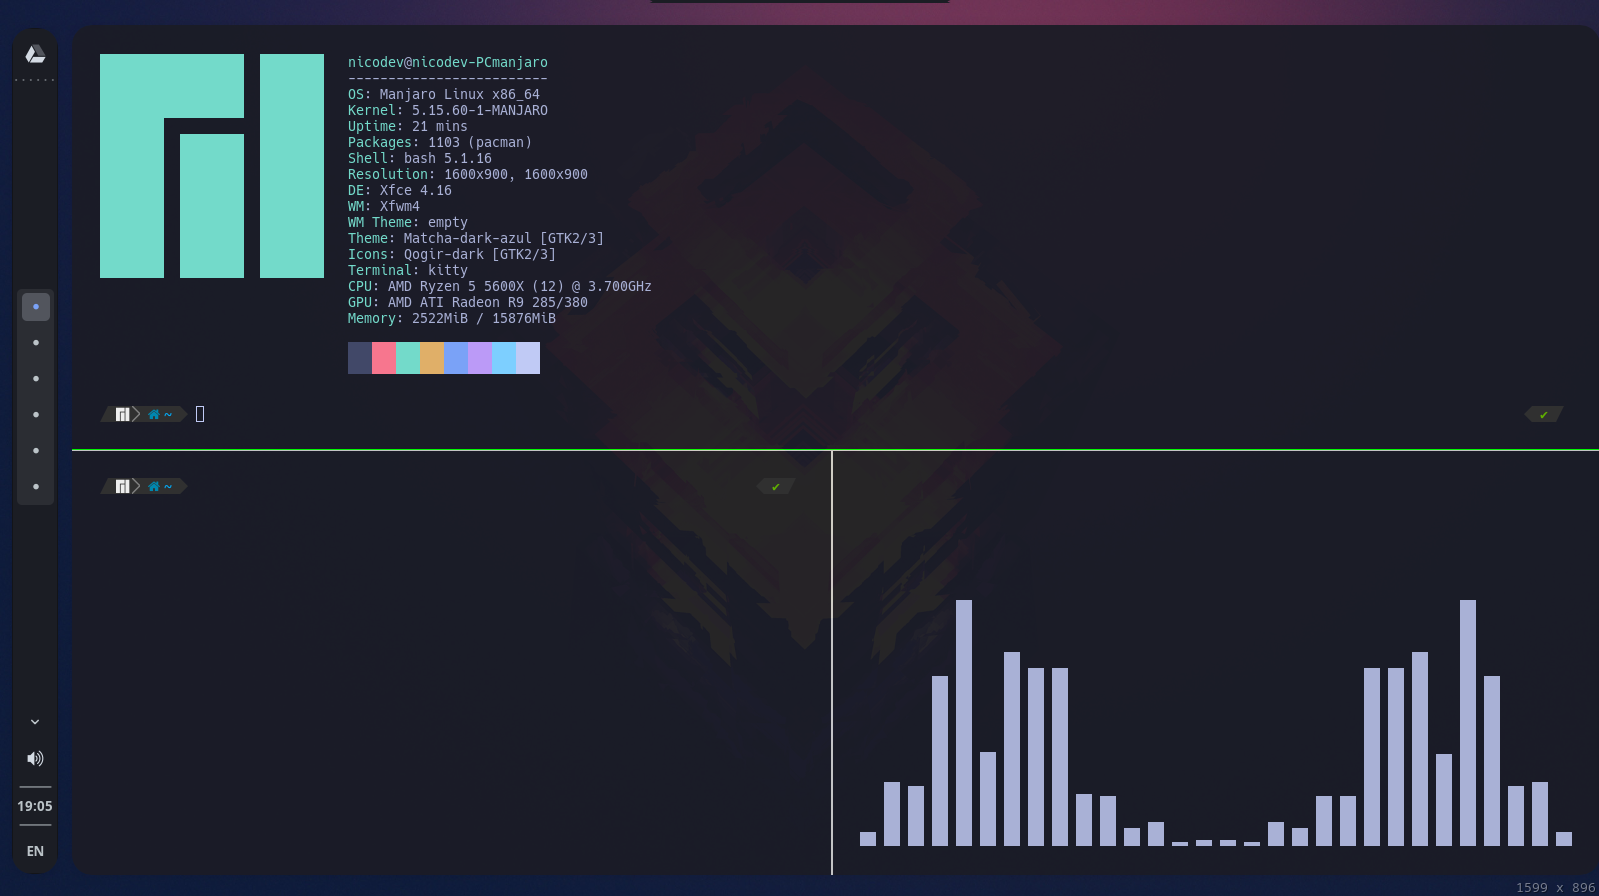 nicodev@nicodev-PCmanjaro
-------------------------
OS: Manjaro Linux x86_64
Kernel: 5.15.60-1-MANJARO
Uptime: 21 mins
Packages: 1103 (pacman)
Shell: bash 5.1.16
Resolution: 1600x900, 1600x900
DE: Xfce 4.16
WM: Xfwm4
WM Theme: empty
Theme: Matcha-dark-azul [GTK2/3]
Icons: Qogir-dark [GTK2/3]
Terminal: kitty
CPU: AMD Ryzen 5 5600X (12) @ 3.700GHz
GPU: AMD ATI Radeon R9 285/380
Memory: 2522MiB / 15876MiB
~ ✔
~ ✔
19:05
EN
1599 x 896